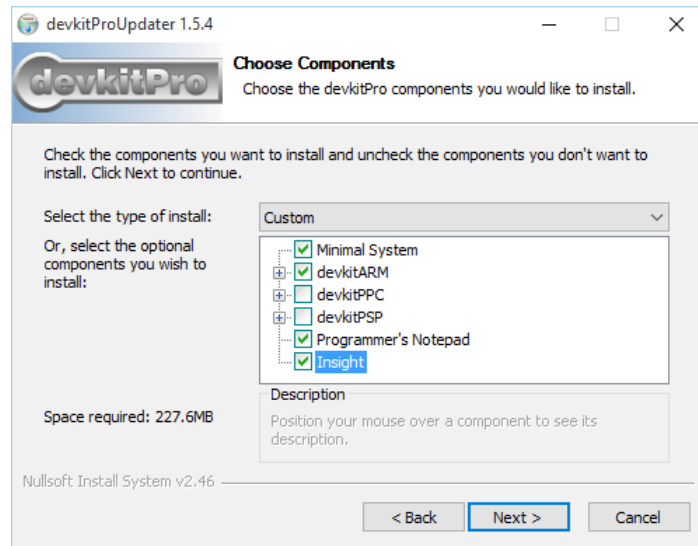 devkitProUpdater 1.5.4
devkitPro
Choose Components
Choose the devkitPro components you would like to install.
Check the components you want to install and uncheck the components you don't want to
install. Click Next to continue.
Select the type of install:
Custom
Or, select the optional
components you wish to
install:
Minimal System
devkitARM
devkitPPC
devkitPSP
Programmer's Notepad
Insight
Space required: 227.6MB
Description
Position your mouse over a component to see its
description.
Nullsoft Install System v2.46
< Back
Next >
Cancel